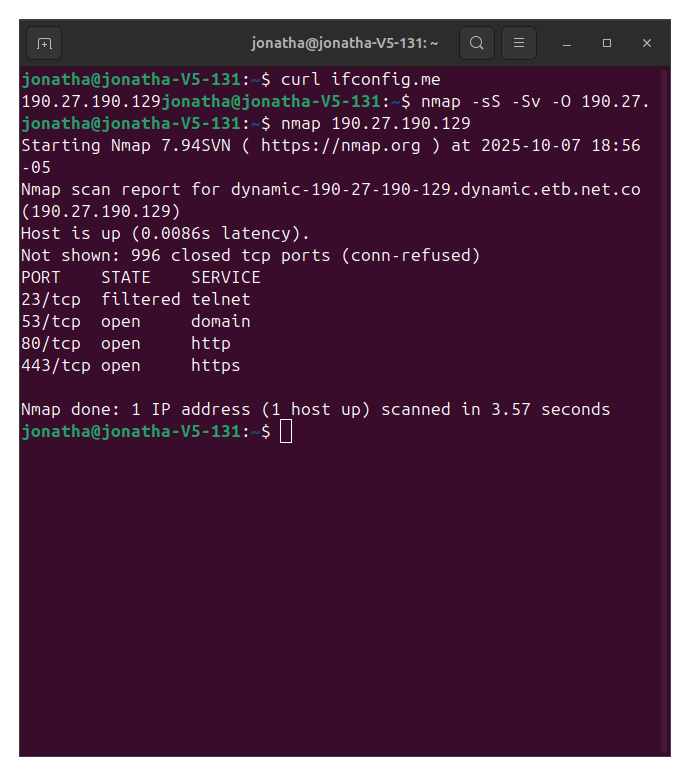 jonatha@jonatha-V5-131: ~
jonatha@jonatha-V5-131:~$ curl ifconfig.me
190.27.190.129jonatha@jonatha-V5-131:~$ nmap -sS -Sv -O 190.27.
jonatha@jonatha-V5-131:~$ nmap 190.27.190.129
Starting Nmap 7.94SVN ( https://nmap.org ) at 2025-10-07 18:56
-05
Nmap scan report for dynamic-190-27-190-129.dynamic.etb.net.co
(190.27.190.129)
Host is up (0.0086s latency).
Not shown: 996 closed tcp ports (conn-refused)
PORT    STATE    SERVICE
23/tcp  filtered telnet
53/tcp  open     domain
80/tcp  open     http
443/tcp open     https
Nmap done: 1 IP address (1 host up) scanned in 3.57 seconds
jonatha@jonatha-V5-131:~$